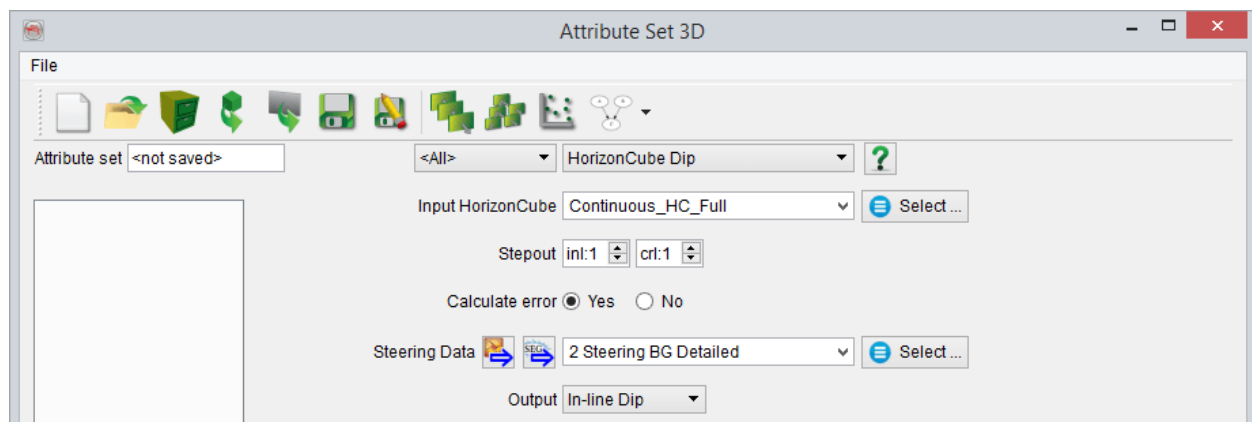 Attribute Set 3D
File
Attribute set <not saved> <All> HorizonCube Dip ?
Input HorizonCube Continuous_HC_Full Select ...
Stepout inl:1 crl:1
Calculate error Yes No
Steering Data SEG 2 Steering BG Detailed Select ...
Output In-line Dip